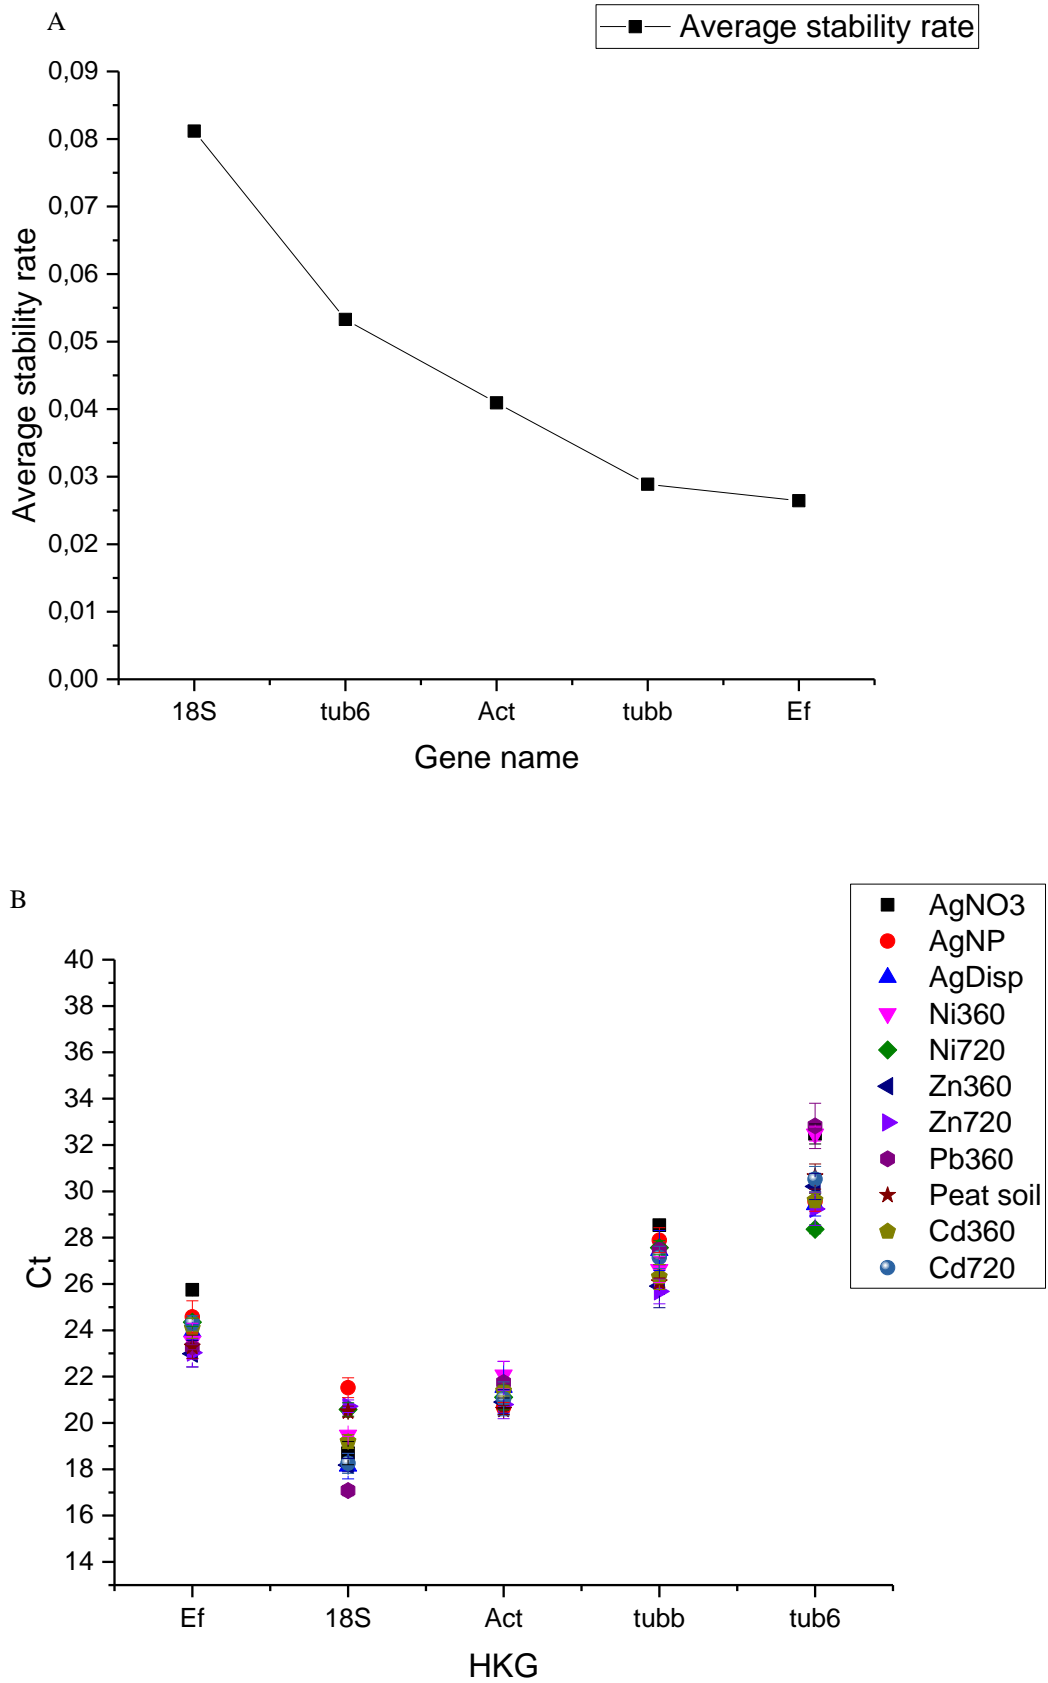 A
Average stability rate
0,09
0,08
0,07
0,06
0,05
0,04
0,03
0,02
0,01
0,00
Average stability rate
18S tub6 Act tubb Ef
Gene name
B
AgNO3
AgNP
AgDisp
Ni360
Ni720
Zn360
Zn720
Pb360
Peat soil
Cd360
Cd720
40
38
36
34
32
30
28
26
24
22
20
18
16
14
Ct
Ef 18S Act tubb tub6
HKG